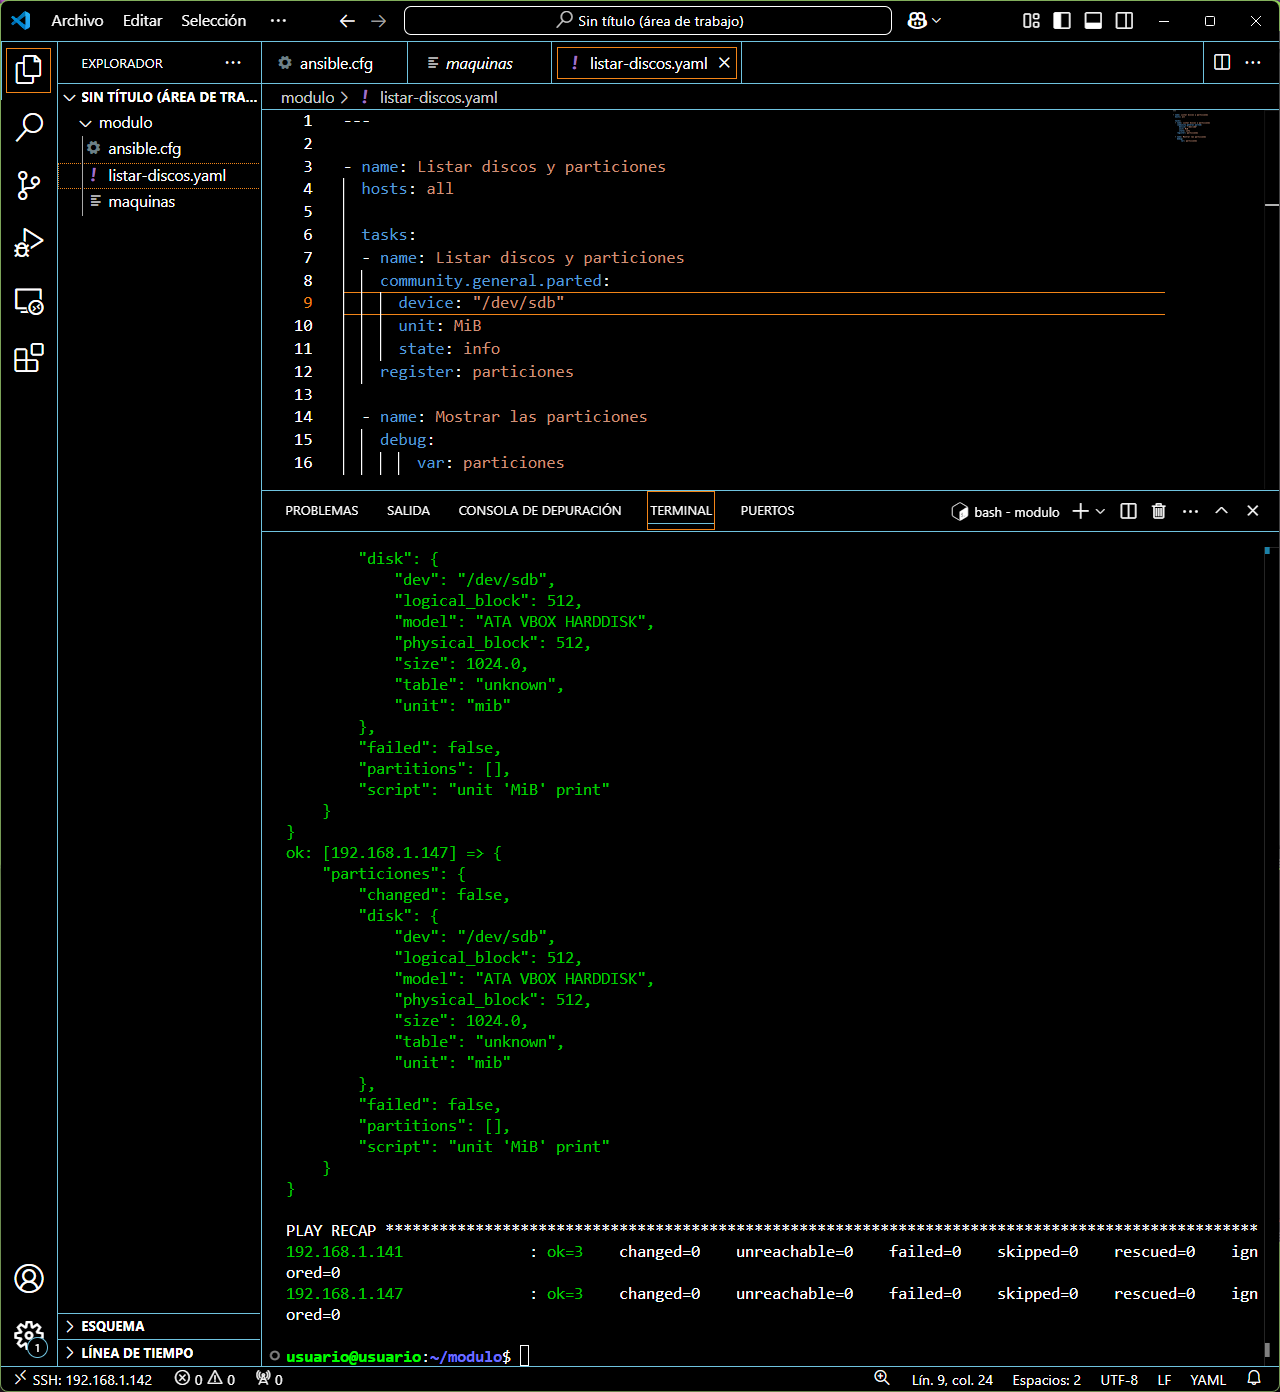 Archivo Editar Selección ··· Sin título (área de trabajo)
EXPLORADOR ··· ansible.cfg maquinas ! listar-discos.yaml
SIN TÍTULO (ÁREA DE TRA...
modulo
ansible.cfg
! listar-discos.yaml
maquinas
modulo > ! listar-discos.yaml
1 ---
2
3 - name: Listar discos y particiones
4 hosts: all
5
6 tasks:
7 - name: Listar discos y particiones
8 community.general.parted:
9 device: "/dev/sdb"
10 unit: MiB
11 state: info
12 register: particiones
13
14 - name: Mostrar las particiones
15 debug:
16 var: particiones
PROBLEMAS SALIDA CONSOLA DE DEPURACIÓN TERMINAL PUERTOS bash - modulo
"disk": {
"dev": "/dev/sdb",
"logical_block": 512,
"model": "ATA VBOX HARDDISK",
"physical_block": 512,
"size": 1024.0,
"table": "unknown",
"unit": "mib"
},
"failed": false,
"partitions": [],
"script": "unit 'MiB' print"
}
}
ok: [192.168.1.147] => {
"particiones": {
"changed": false,
"disk": {
"dev": "/dev/sdb",
"logical_block": 512,
"model": "ATA VBOX HARDDISK",
"physical_block": 512,
"size": 1024.0,
"table": "unknown",
"unit": "mib"
},
"failed": false,
"partitions": [],
"script": "unit 'MiB' print"
}
}
PLAY RECAP *************************************************************************************************
192.168.1.141 : ok=3 changed=0 unreachable=0 failed=0 skipped=0 rescued=0 ign
ored=0
192.168.1.147 : ok=3 changed=0 unreachable=0 failed=0 skipped=0 rescued=0 ign
ored=0
usuario@usuario:~/modulo$
ESQUEMA
LÍNEA DE TIEMPO
1
SSH: 192.168.1.142 0 0 0 Lín. 9, col. 24 Espacios: 2 UTF-8 LF YAML